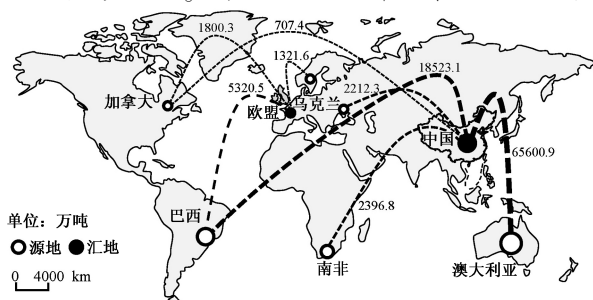 1800.3
707.4
1321.6
18523.1
5320.5
2212.3
加拿大
欧盟
乌克兰
中国
65600.9
巴西
2396.8
单位：万吨
源地 汇地
0 4000 km
南非
澳大利亚